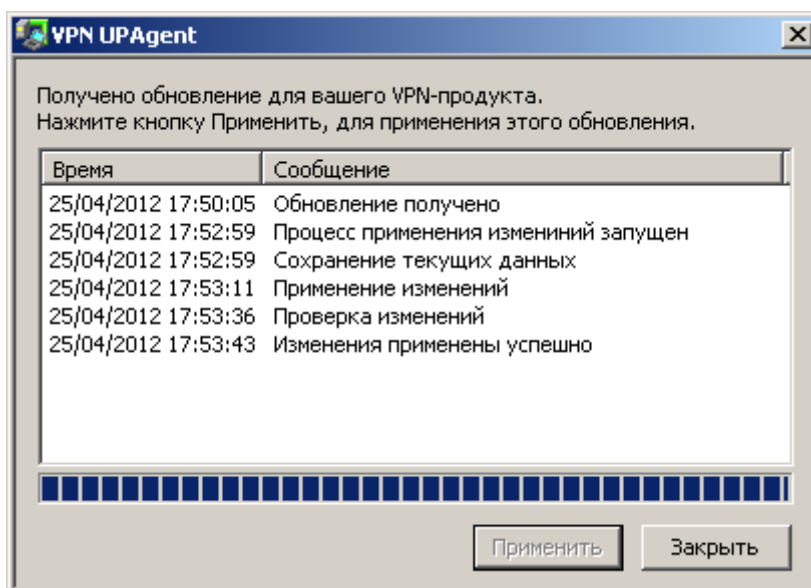 VPN UPAgent
Получено обновление для вашего VPN-продукта.
Нажмите кнопку Применить, для применения этого обновления.
Время Сообщение
25/04/2012 17:50:05 Обновление получено
25/04/2012 17:52:59 Процесс применения измениний запущен
25/04/2012 17:52:59 Сохранение текущих данных
25/04/2012 17:53:11 Применение изменений
25/04/2012 17:53:36 Проверка изменений
25/04/2012 17:53:43 Изменения применены успешно
Применить Закрыть